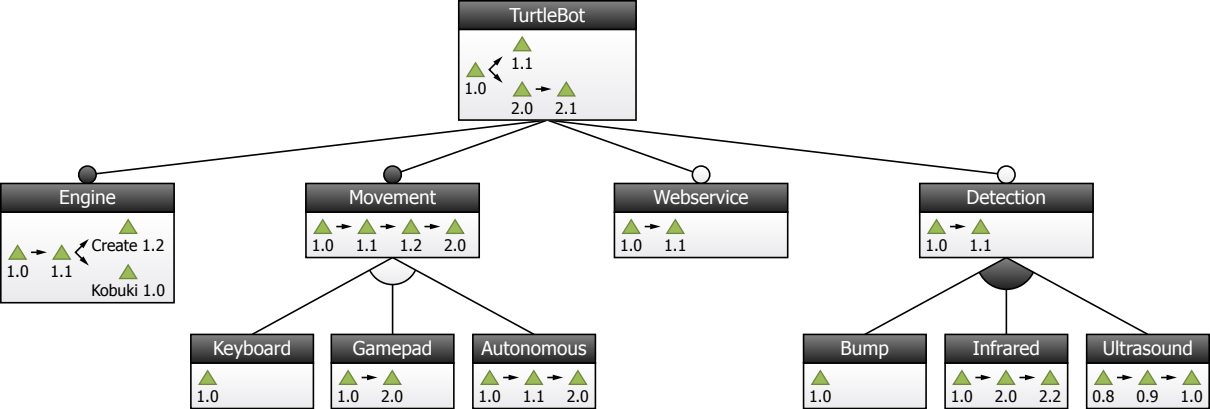 TurtleBot
1.1
1.0
2.0 2.1
Engine Movement Webservice Detection
Create 1.2
1.0 1.1
Kobuki 1.0
1.0 1.1 1.2 2.0
1.0 1.1
1.0 1.1
Keyboard Gamepad Autonomous Bump Infrared Ultrasound
1.0
1.0 2.0
1.0 1.1 2.0
1.0
1.0 2.0 2.2
0.8 0.9 1.0